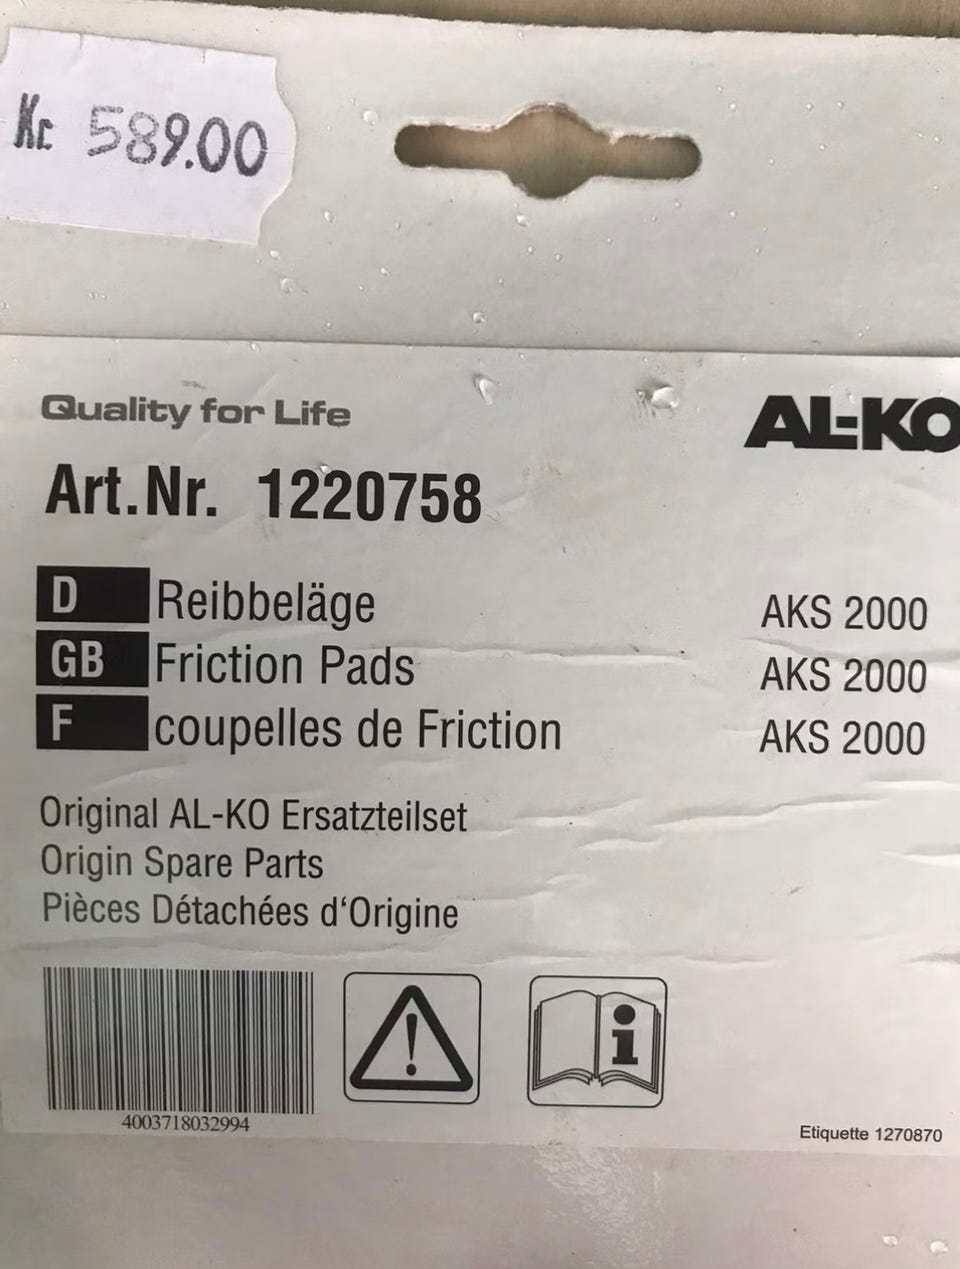 Kr. 589.00
Quality for Life
AL-KO
Art.Nr. 1220758
D Reibbeläge AKS 2000
GB Friction Pads AKS 2000
F coupelles de Friction AKS 2000
Original AL-KO Ersatzteilset
Origin Spare Parts
Pièces Détachées d‘Origine
i
4003718032994
Etiquette 1270870